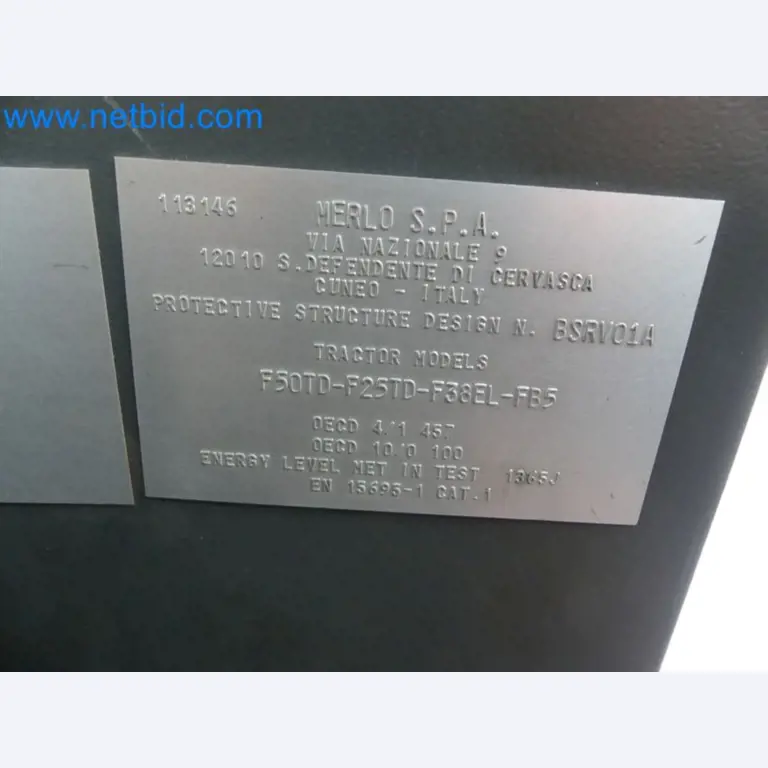 www.netbid.com
113146 MERLO S.P.A.
VIA NAZIONALE 9
12010 S.DEFENDENTE DI CERVASCA
CUNEO - ITALY
PROTECTIVE STRUCTURE DESIGN N. BSRV01A
TRACTOR MODELS
F50TD-F25TD-F38EL-FB5
OECD 4/1 457
OECD 10/0 100
ENERGY LEVEL MET IN TEST 1365J
EN 15695-1 CAT.1